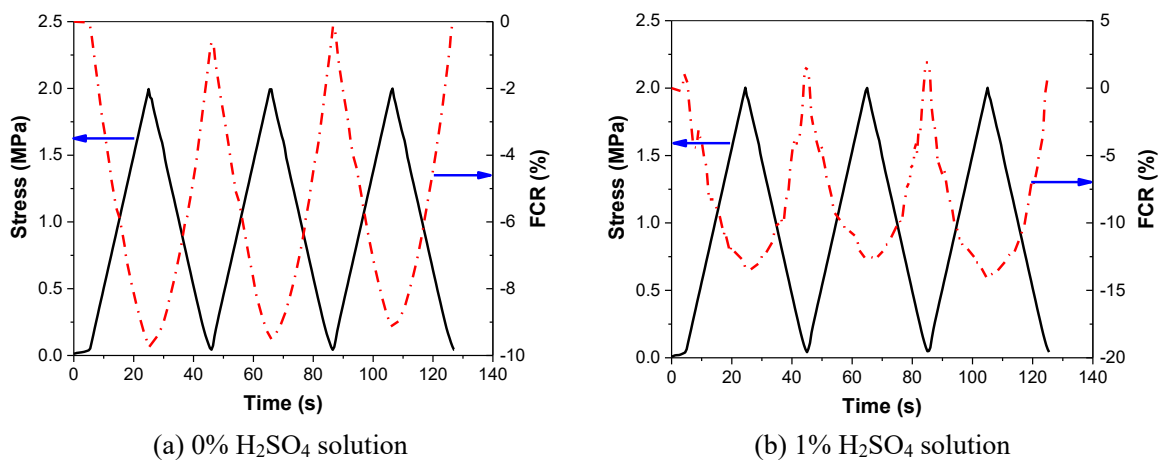 2.5
2.0
1.5
1.0
0.5
0.0
Stress (MPa)
0
-2
-4
-6
-8
-10
FCR (%)
0 20 40 60 80 100 120 140
Time (s)
(a) 0% H₂SO₄ solution
2.5
2.0
1.5
1.0
0.5
0.0
Stress (MPa)
5
0
-5
-10
-15
-20
FCR (%)
0 20 40 60 80 100 120 140
Time (s)
(b) 1% H₂SO₄ solution